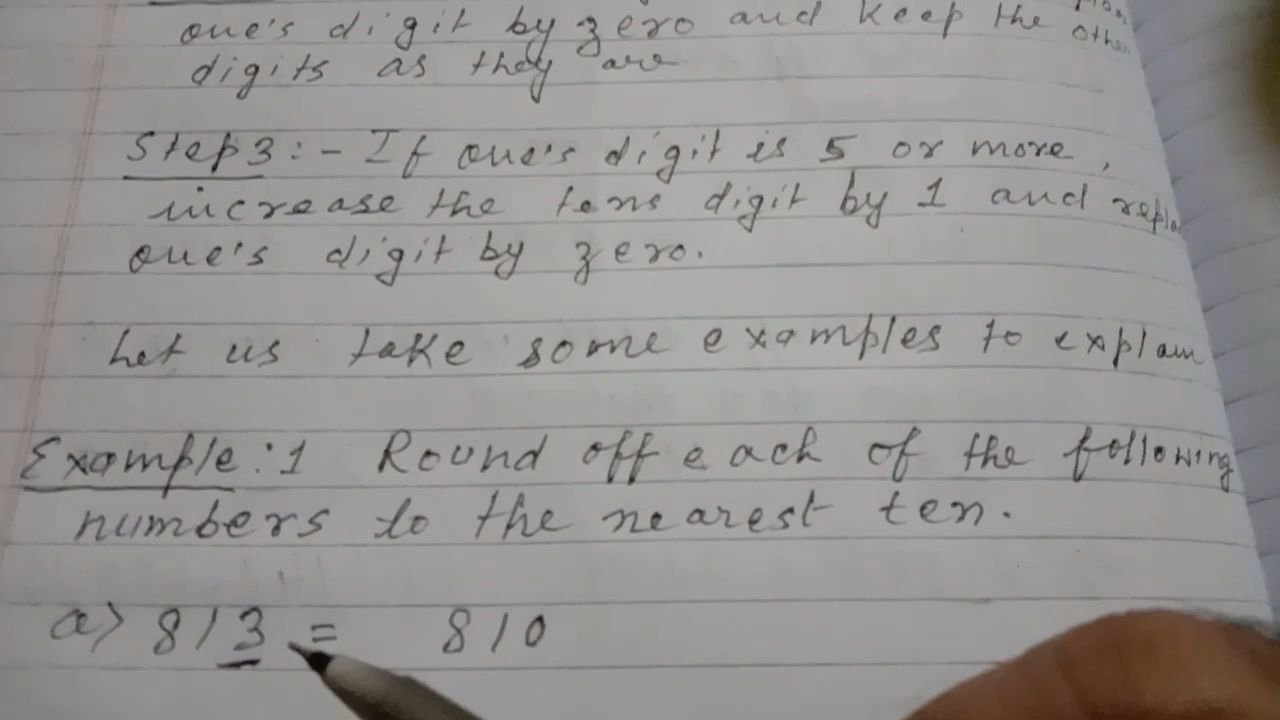 one's digit by zero and keep the other
digits as they are
Step 3:- If one's digit is 5 or more,
increase the tens digit by 1 and
one's digit by zero.
Let us take some examples to explain
Example:1 Round off each of the following
numbers to the nearest ten.
a) 813 = 810